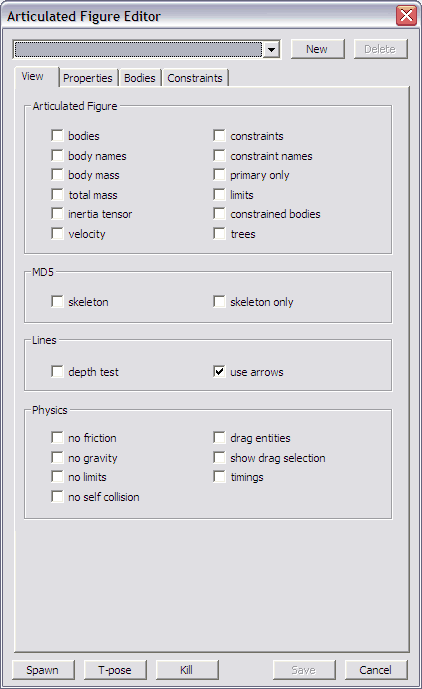 Articulated Figure Editor
New Delete
View Properties Bodies Constraints
Articulated Figure
bodies constraints
body names constraint names
body mass primary only
total mass limits
inertia tensor constrained bodies
velocity trees
MD5
skeleton skeleton only
Lines
depth test use arrows
Physics
no friction drag entities
no gravity show drag selection
no limits timings
no self collision
Spawn T-pose Kill Save Cancel